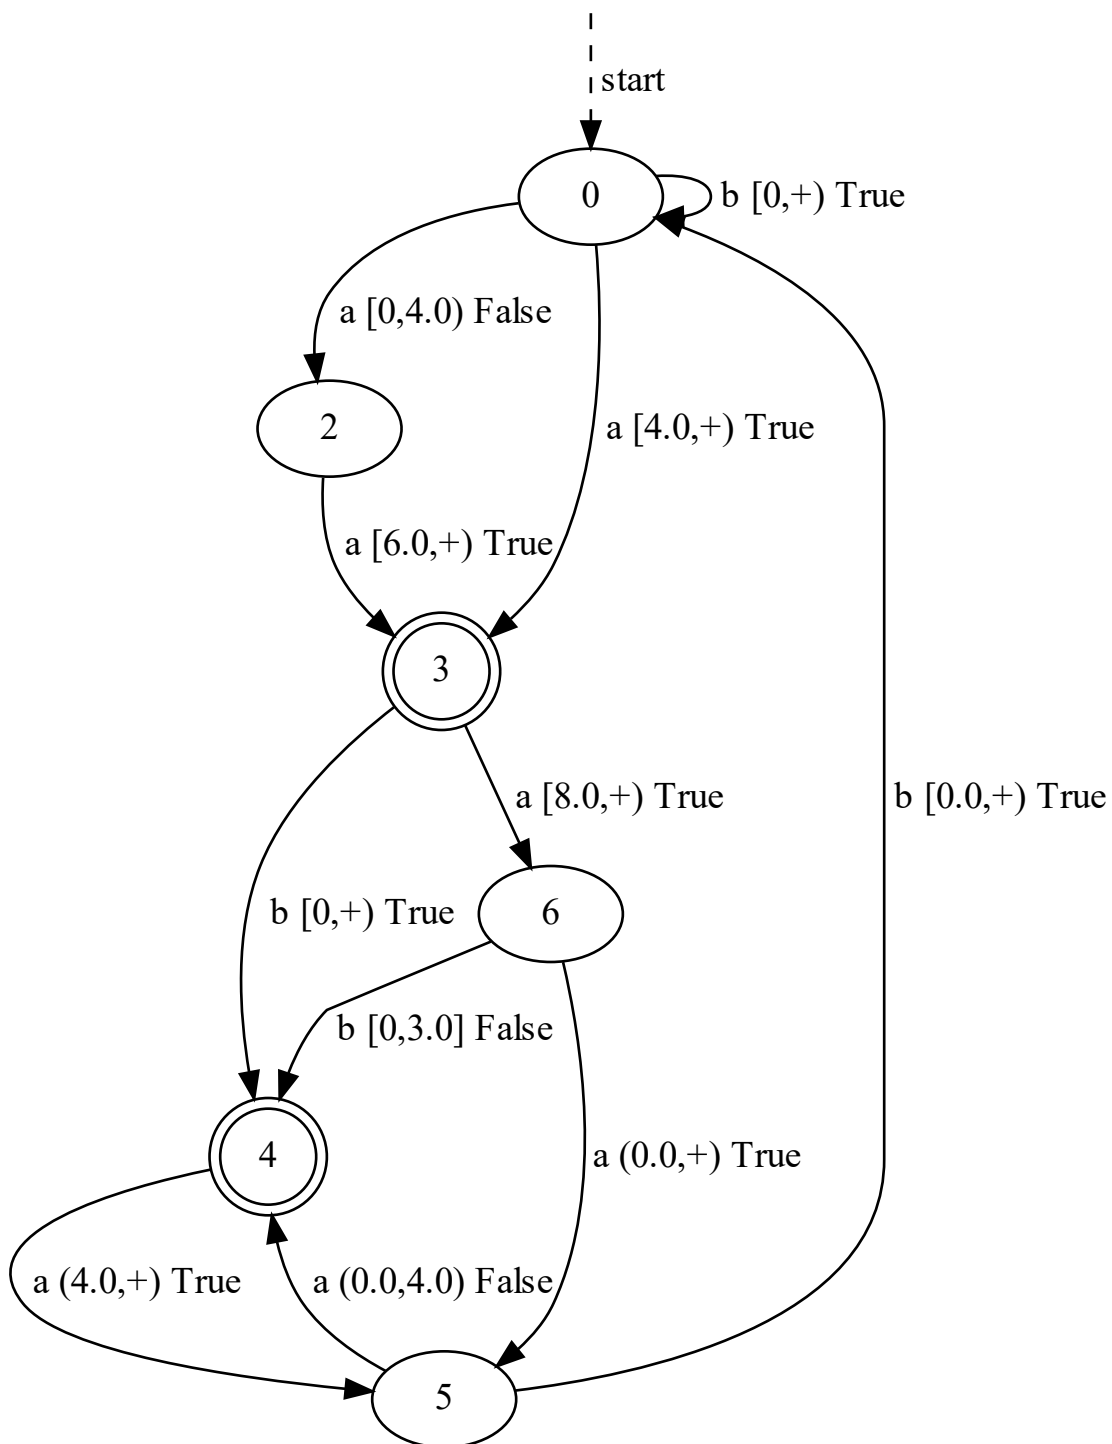 start
0
b [0,+) True
a [0,4.0) False
2
a [4.0,+) True
a [6.0,+) True
3
a [8.0,+) True
b [0.0,+) True
b [0,+) True
6
b [0,3.0] False
4
a (0.0,+) True
a (4.0,+) True
a (0.0,4.0) False
5